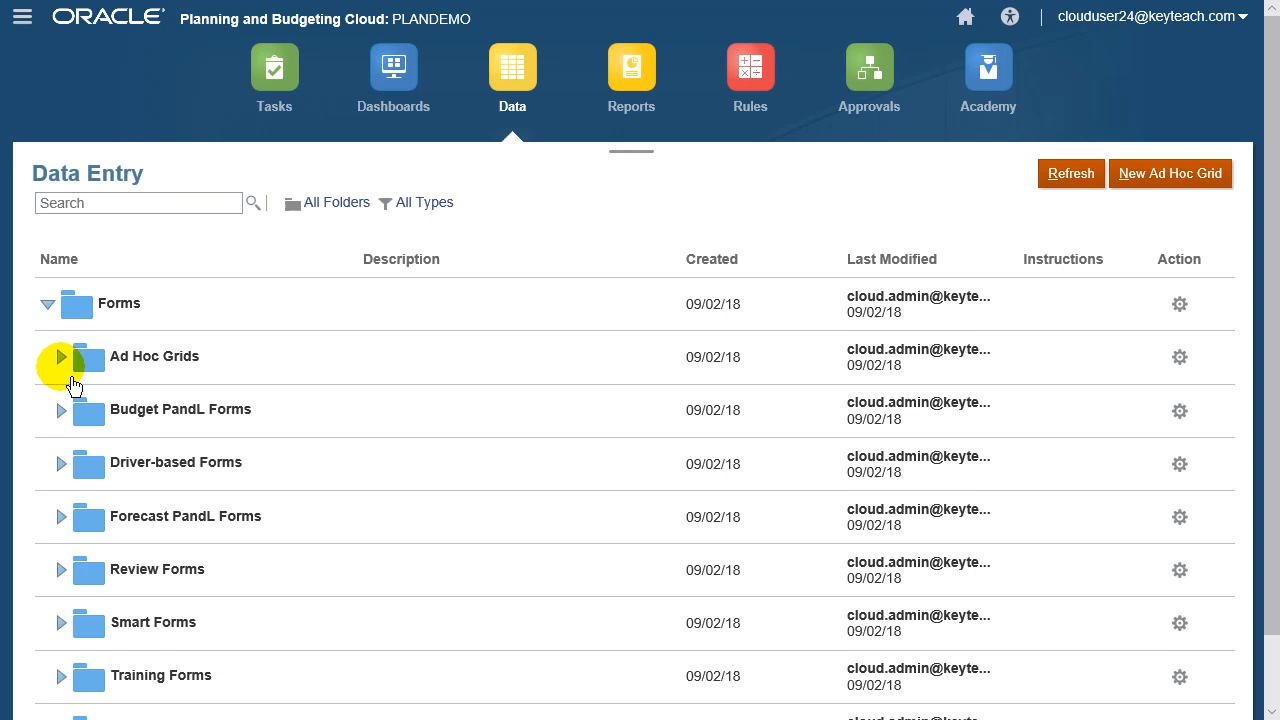 ORACLE Planning and Budgeting Cloud: PLANDEMO
clouduser24@keyteach.com
Tasks Dashboards Data Reports Rules Approvals Academy
Data Entry
Refresh New Ad Hoc Grid
Search All Folders All Types
Name Description Created Last Modified Instructions Action
Forms 09/02/18 cloud.admin@keyte...
09/02/18
Ad Hoc Grids 09/02/18 cloud.admin@keyte...
09/02/18
Budget PandL Forms 09/02/18 cloud.admin@keyte...
09/02/18
Driver-based Forms 09/02/18 cloud.admin@keyte...
09/02/18
Forecast PandL Forms 09/02/18 cloud.admin@keyte...
09/02/18
Review Forms 09/02/18 cloud.admin@keyte...
09/02/18
Smart Forms 09/02/18 cloud.admin@keyte...
09/02/18
Training Forms 09/02/18 cloud.admin@keyte...
09/02/18